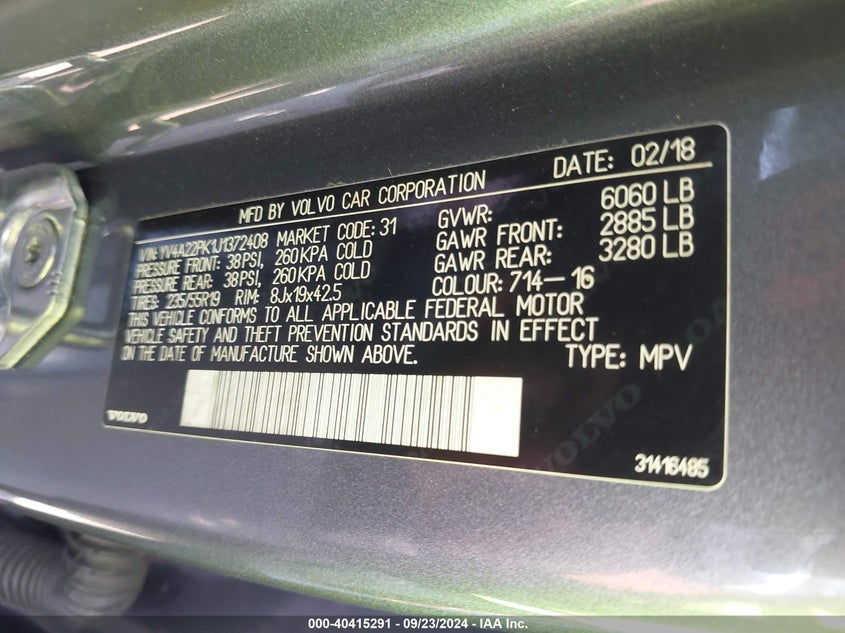 MFD BY VOLVO CAR CORPORATION DATE: 02/18
VIN: YV4A22PK1J1372408 MARKET CODE: 31 GVWR: 6060 LB
PRESSURE FRONT: 38PSI, 260KPA COLD GAWR FRONT: 2885 LB
PRESSURE REAR: 38PSI, 260KPA COLD GAWR REAR: 3280 LB
TIRES: 235/55R19 RIM: 8Jx19x42.5 COLOUR: 714-16
THIS VEHICLE CONFORMS TO ALL APPLICABLE FEDERAL MOTOR
VEHICLE SAFETY AND THEFT PREVENTION STANDARDS IN EFFECT
ON THE DATE OF MANUFACTURE SHOWN ABOVE. TYPE: MPV
VOLVO
VOLVO
31416485
000-40415291 - 09/23/2024 - IAA Inc.